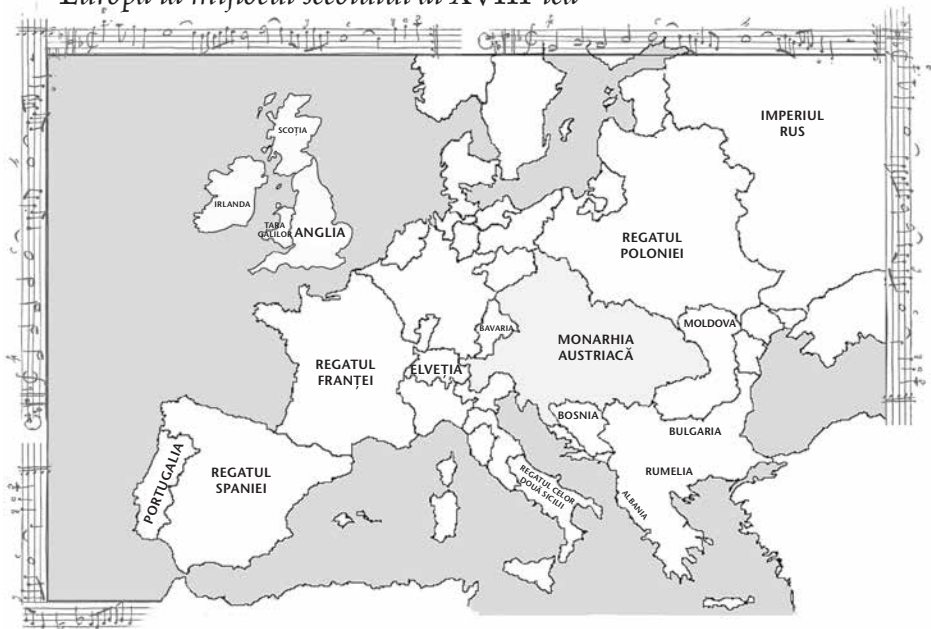 Europa la mijlocul secolului al XVIII-lea
IMPERIUL
RUS
SCOȚIA
IRLANDA
ȚARA
GALILOR
ANGLIA
REGATUL
POLONIEI
MOLDOVA
BAVARIA
MONARHIA
AUSTRIACĂ
REGATUL
FRANȚEI
ELVEȚIA
BOSNIA
BULGARIA
PORTUGALIA
REGATUL
SPANIEI
REGATUL CELOR
DOUĂ SICILII
RUMELIA
ALBANIA